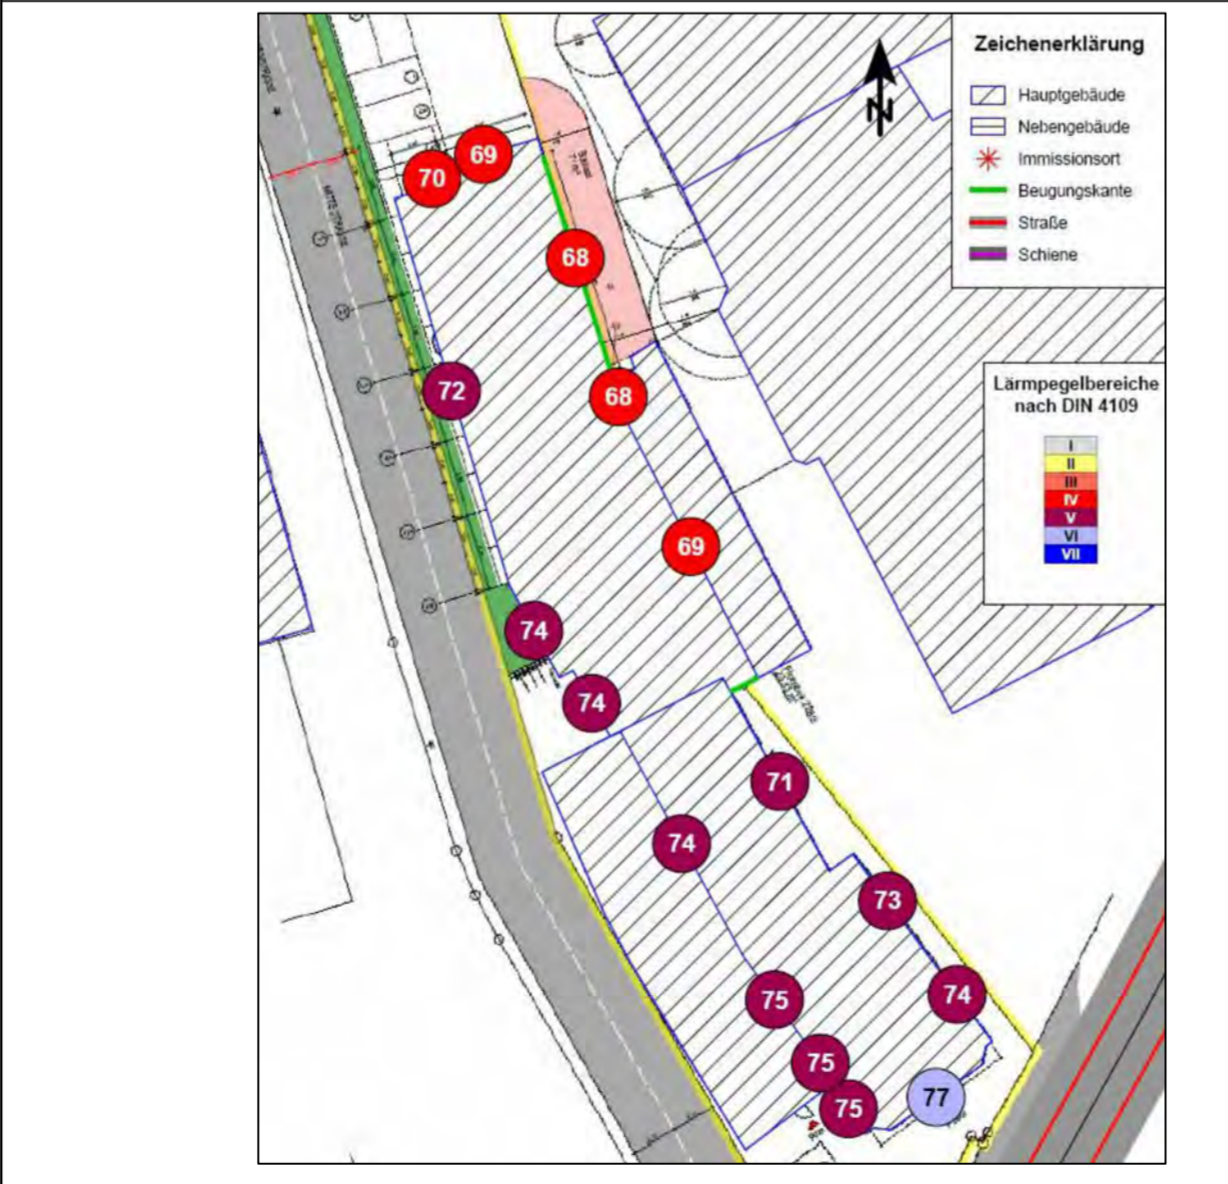 Zeichenerklärung
N
Hauptgebäude
Nebengebäude
Immissionsort
Beugungskante
Straße
Schiene
Lärmpegelbereiche
nach DIN 4109
I
II
III
IV
V
VI
VII
69
70
68
72
68
69
74
74
71
74
73
74
75
75
77
75